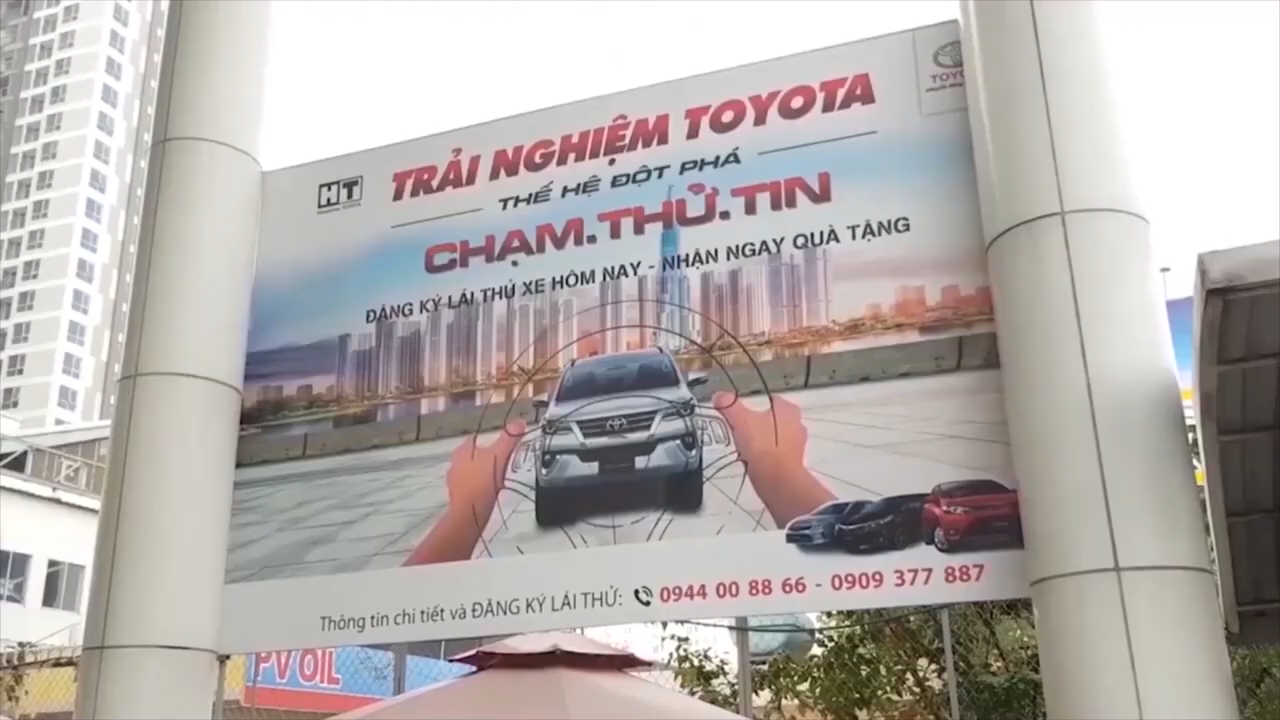 TRẢI NGHIỆM TOYOTA
THẾ HỆ ĐỘT PHÁ
CHẠM.THỬ.TIN
ĐĂNG KÝ LÁI THỬ XE HÔM NAY - NHẬN NGAY QUÀ TẶNG
HT
Thông tin chi tiết và ĐĂNG KÝ LÁI THỬ: 0944 00 88 66 - 0909 377 887
PV OIL